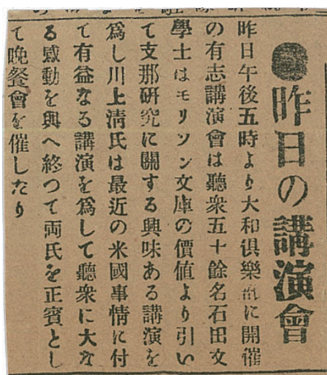 ●昨日の講演會
昨日午後五時より大和倶樂部に開催
の有志講演會は聽衆五十餘名石田文
學士はモリソン文庫の價値より引い
て支那研究に關する興味ある講演を
爲し川上淸氏は最近の米國事情に付
て有益なる講演を爲して聽衆に大な
る感動を與へ終つて両氏を正賓とし
て晩餐會を催したり